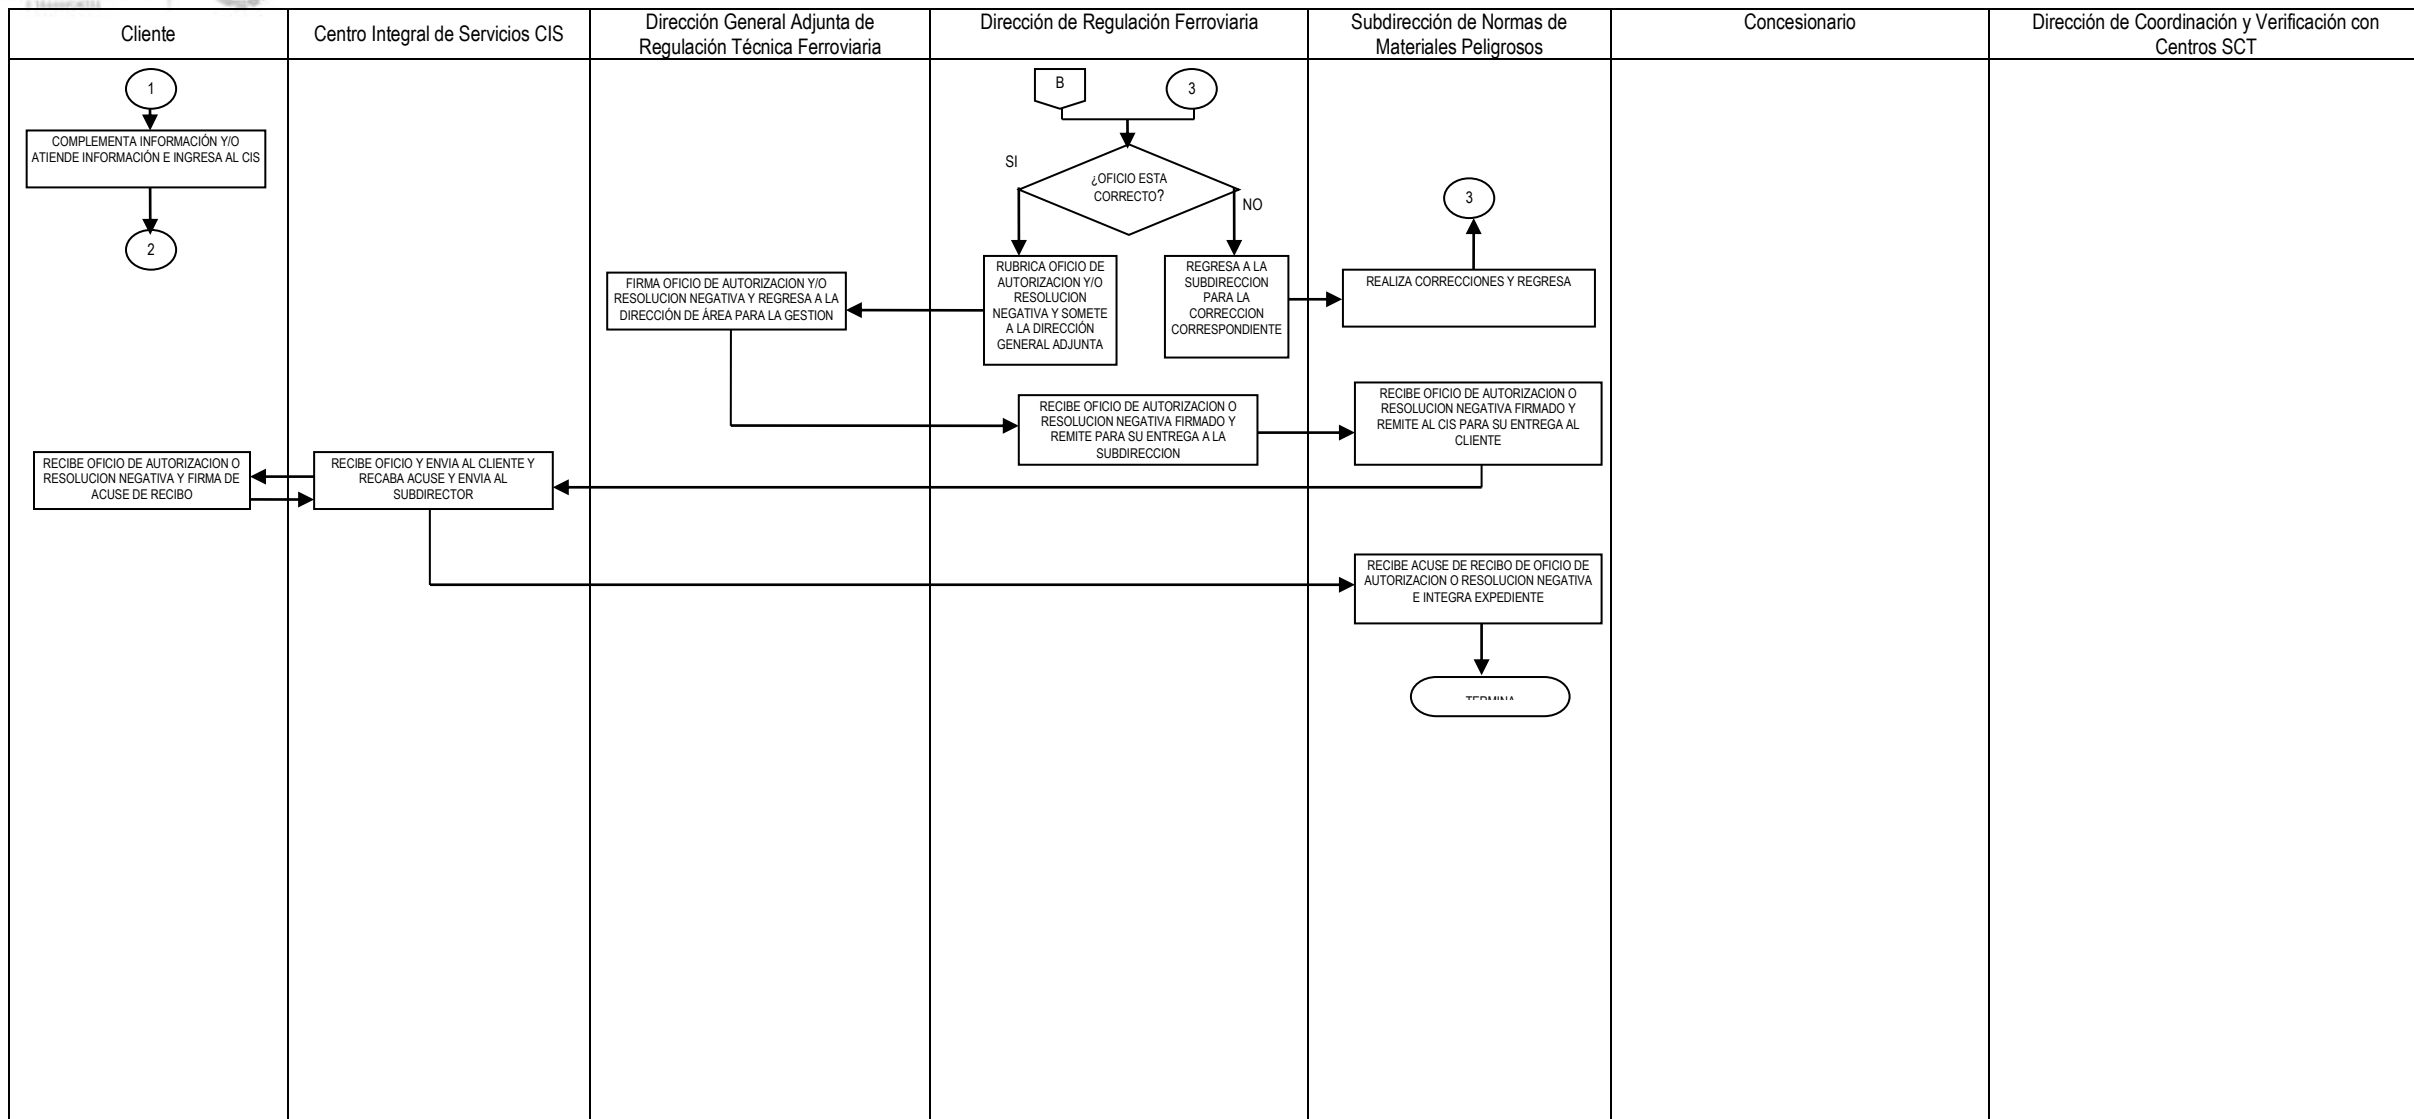 Cliente
Centro Integral de Servicios CIS
Dirección General Adjunta de
Regulación Técnica Ferroviaria
Dirección de Regulación Ferroviaria
Subdirección de Normas de
Materiales Peligrosos
Concesionario
Dirección de Coordinación y Verificación con
Centros SCT
1
COMPLEMENTA INFORMACIÓN Y/O
ATIENDE INFORMACIÓN E INGRESA AL CIS
2
B
3
SI
¿OFICIO ESTA
CORRECTO?
NO
3
FIRMA OFICIO DE AUTORIZACION Y/O
RESOLUCION NEGATIVA Y REGRESA A LA
DIRECCIÓN DE ÁREA PARA LA GESTION
RUBRICA OFICIO DE
AUTORIZACION Y/O
RESOLUCION
NEGATIVA Y SOMETE
A LA DIRECCIÓN
GENERAL ADJUNTA
REGRESA A LA
SUBDIRECCION
PARA LA
CORRECCION
CORRESPONDIENTE
REALIZA CORRECCIONES Y REGRESA
RECIBE OFICIO DE AUTORIZACION O
RESOLUCION NEGATIVA FIRMADO Y
REMITE PARA SU ENTREGA A LA
SUBDIRECCION
RECIBE OFICIO DE AUTORIZACION O
RESOLUCION NEGATIVA FIRMADO Y
REMITE AL CIS PARA SU ENTREGA AL
CLIENTE
RECIBE OFICIO DE AUTORIZACION O
RESOLUCION NEGATIVA Y FIRMA DE
ACUSE DE RECIBO
RECIBE OFICIO Y ENVIA AL CLIENTE Y
RECABA ACUSE Y ENVIA AL
SUBDIRECTOR
RECIBE ACUSE DE RECIBO DE OFICIO DE
AUTORIZACION O RESOLUCION NEGATIVA
E INTEGRA EXPEDIENTE
TERMINA